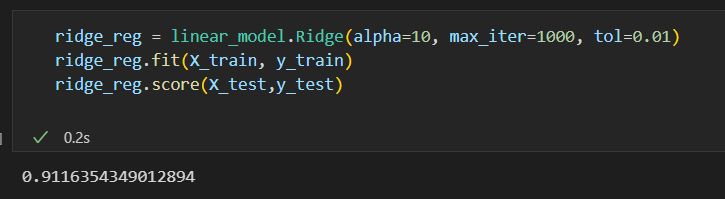 ridge_reg = linear_model.Ridge(alpha=10, max_iter=1000, tol=0.01)
ridge_reg.fit(X_train, y_train)
ridge_reg.score(X_test,y_test)
0.2s
0.9116354349012894